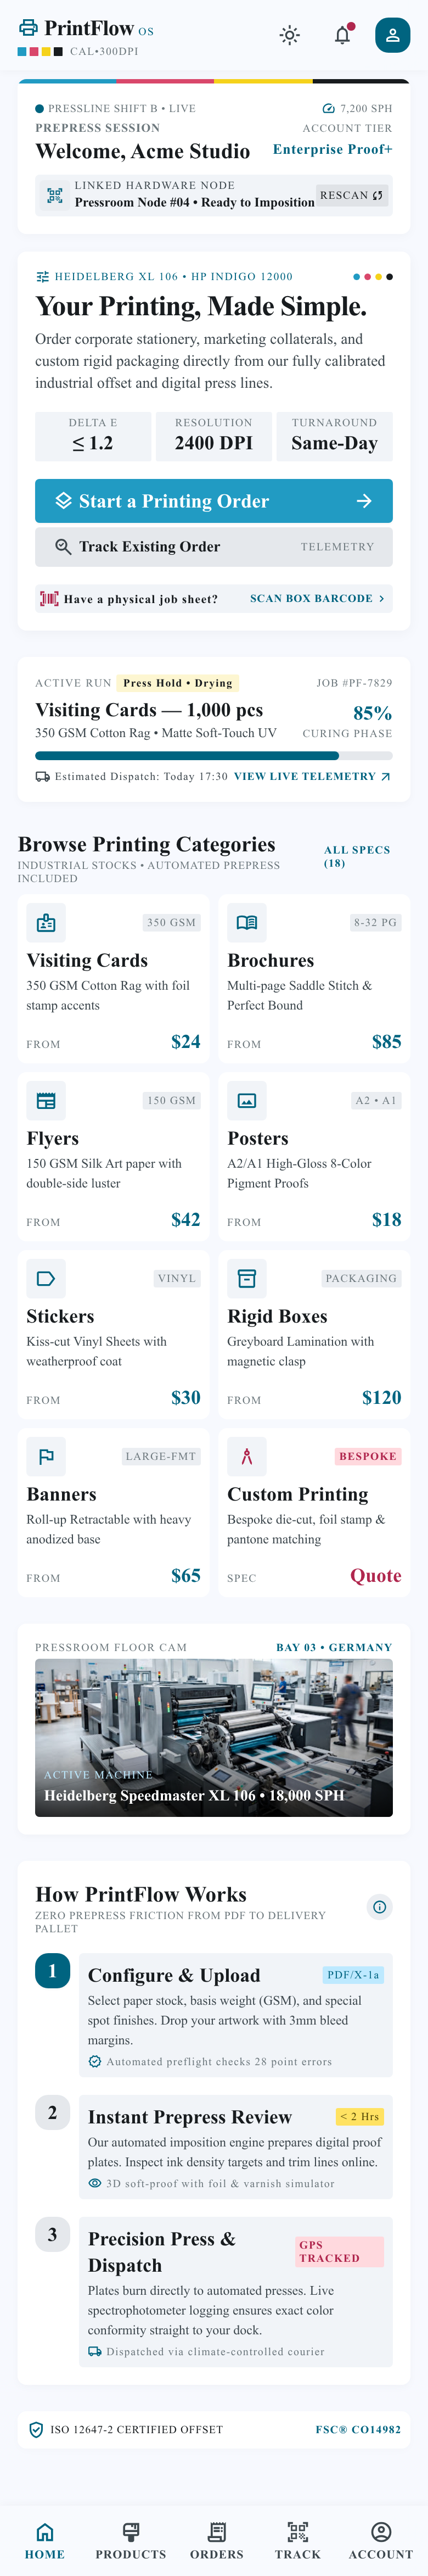 PrintFlow OS
CAL•300DPI
PRESSLINE SHIFT B • LIVE
7,200 SPH
PREPRESS SESSION
ACCOUNT TIER
Welcome, Acme Studio
Enterprise Proof+
LINKED HARDWARE NODE
Pressroom Node #04 • Ready to Imposition
RESCAN
HEIDELBERG XL 106 • HP INDIGO 12000
Your Printing, Made Simple.
Order corporate stationery, marketing collaterals, and
custom rigid packaging directly from our fully calibrated
industrial offset and digital press lines.
DELTA E
≤ 1.2
RESOLUTION
2400 DPI
TURNAROUND
Same-Day
Start a Printing Order
Track Existing Order
TELEMETRY
Have a physical job sheet?
SCAN BOX BARCODE
ACTIVE RUN
Press Hold • Drying
JOB #PF-7829
Visiting Cards — 1,000 pcs
85%
350 GSM Cotton Rag • Matte Soft-Touch UV
CURING PHASE
Estimated Dispatch: Today 17:30
VIEW LIVE TELEMETRY
Browse Printing Categories
INDUSTRIAL STOCKS • AUTOMATED PREPRESS
INCLUDED
ALL SPECS
(18)
350 GSM
Visiting Cards
350 GSM Cotton Rag with foil
stamp accents
FROM
$24
8-32 PG
Brochures
Multi-page Saddle Stitch &
Perfect Bound
FROM
$85
150 GSM
Flyers
150 GSM Silk Art paper with
double-side luster
FROM
$42
A2 • A1
Posters
A2/A1 High-Gloss 8-Color
Pigment Proofs
FROM
$18
VINYL
Stickers
Kiss-cut Vinyl Sheets with
weatherproof coat
FROM
$30
PACKAGING
Rigid Boxes
Greyboard Lamination with
magnetic clasp
FROM
$120
LARGE-FMT
Banners
Roll-up Retractable with heavy
anodized base
FROM
$65
BESPOKE
Custom Printing
Bespoke die-cut, foil stamp &
pantone matching
SPEC
Quote
PRESSROOM FLOOR CAM
BAY 03 • GERMANY
ACTIVE MACHINE
Heidelberg Speedmaster XL 106 • 18,000 SPH
How PrintFlow Works
ZERO PREPRESS FRICTION FROM PDF TO DELIVERY
PALLET
1
Configure & Upload
PDF/X-1a
Select paper stock, basis weight (GSM), and special
spot finishes. Drop your artwork with 3mm bleed
margins.
Automated preflight checks 28 point errors
2
Instant Prepress Review
< 2 Hrs
Our automated imposition engine prepares digital proof
plates. Inspect ink density targets and trim lines online.
3D soft-proof with foil & varnish simulator
3
Precision Press &
Dispatch
GPS
TRACKED
Plates burn directly to automated presses. Live
spectrophotometer logging ensures exact color
conformity straight to your dock.
Dispatched via climate-controlled courier
ISO 12647-2 CERTIFIED OFFSET
FSC® CO14982
HOME
PRODUCTS
ORDERS
TRACK
ACCOUNT